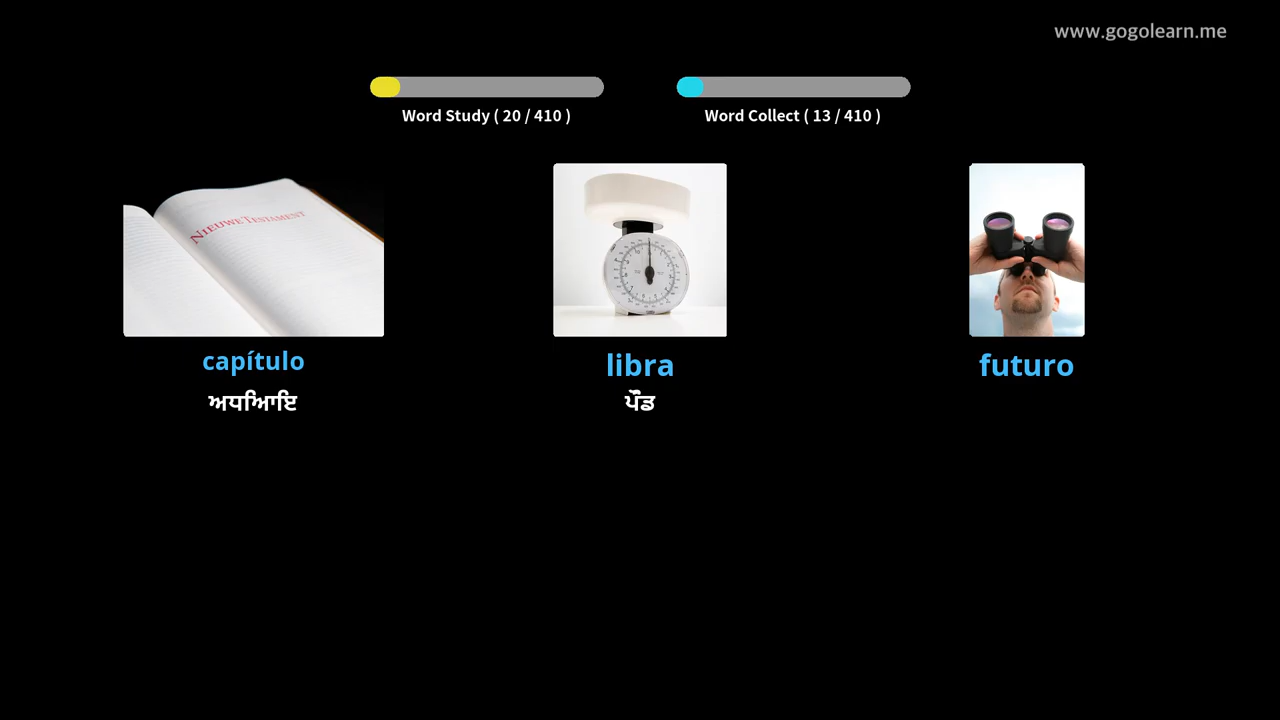 www.gogolearn.me
Word Study ( 20 / 410 )
Word Collect ( 13 / 410 )
NIEUWE TESTAMENT
capítulo
libra
futuro
ਅਧਿਆਇ
ਪੌਂਡ